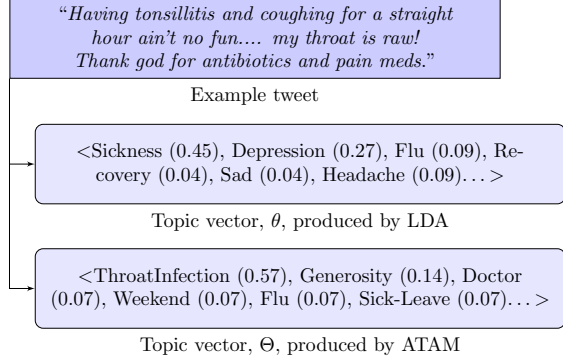 “Having tonsillitis and coughing for a straight
hour ain't no fun.... my throat is raw!
Thank god for antibiotics and pain meds.”
Example tweet
<Sickness (0.45), Depression (0.27), Flu (0.09), Re-
covery (0.04), Sad (0.04), Headache (0.09)...>
Topic vector, θ, produced by LDA
<ThroatInfection (0.57), Generosity (0.14), Doctor
(0.07), Weekend (0.07), Flu (0.07), Sick-Leave (0.07)...>
Topic vector, Θ, produced by ATAM